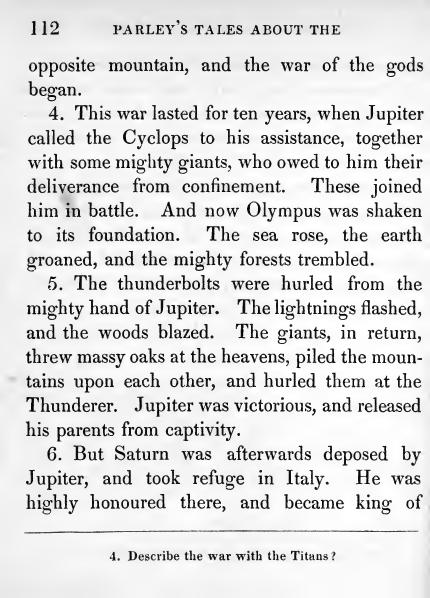 112 PARLEY'S TALES ABOUT THE
opposite mountain, and the war of the gods
began.
4. This war lasted for ten years, when Jupiter
called the Cyclops to his assistance, together
with some mighty giants, who owed to him their
deliverance from confinement. These joined
him in battle. And now Olympus was shaken
to its foundation. The sea rose, the earth
groaned, and the mighty forests trembled.
5. The thunderbolts were hurled from the
mighty hand of Jupiter. The lightnings flashed,
and the woods blazed. The giants, in return,
threw massy oaks at the heavens, piled the moun-
tains upon each other, and hurled them at the
Thunderer. Jupiter was victorious, and released
his parents from captivity.
6. But Saturn was afterwards deposed by
Jupiter, and took refuge in Italy. He was
highly honoured there, and became king of
4. Describe the war with the Titans?